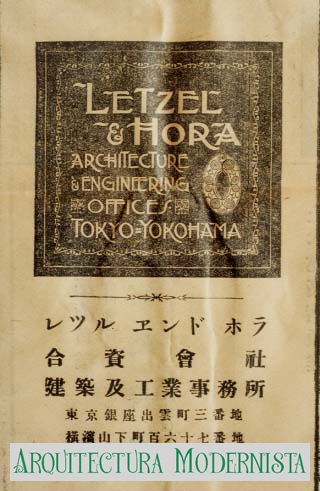 LETZEL
& HORA
ARCHITECTURE
& ENGINEERING
OFFICES
TOKYO=YOKOHAMA
レツル ヱンド ホラ
合資會社
建築及工業事務所
東京銀座出雲町三番地
橫濱山下町百六十七番地
ARQUITECTURA MODERNISTA